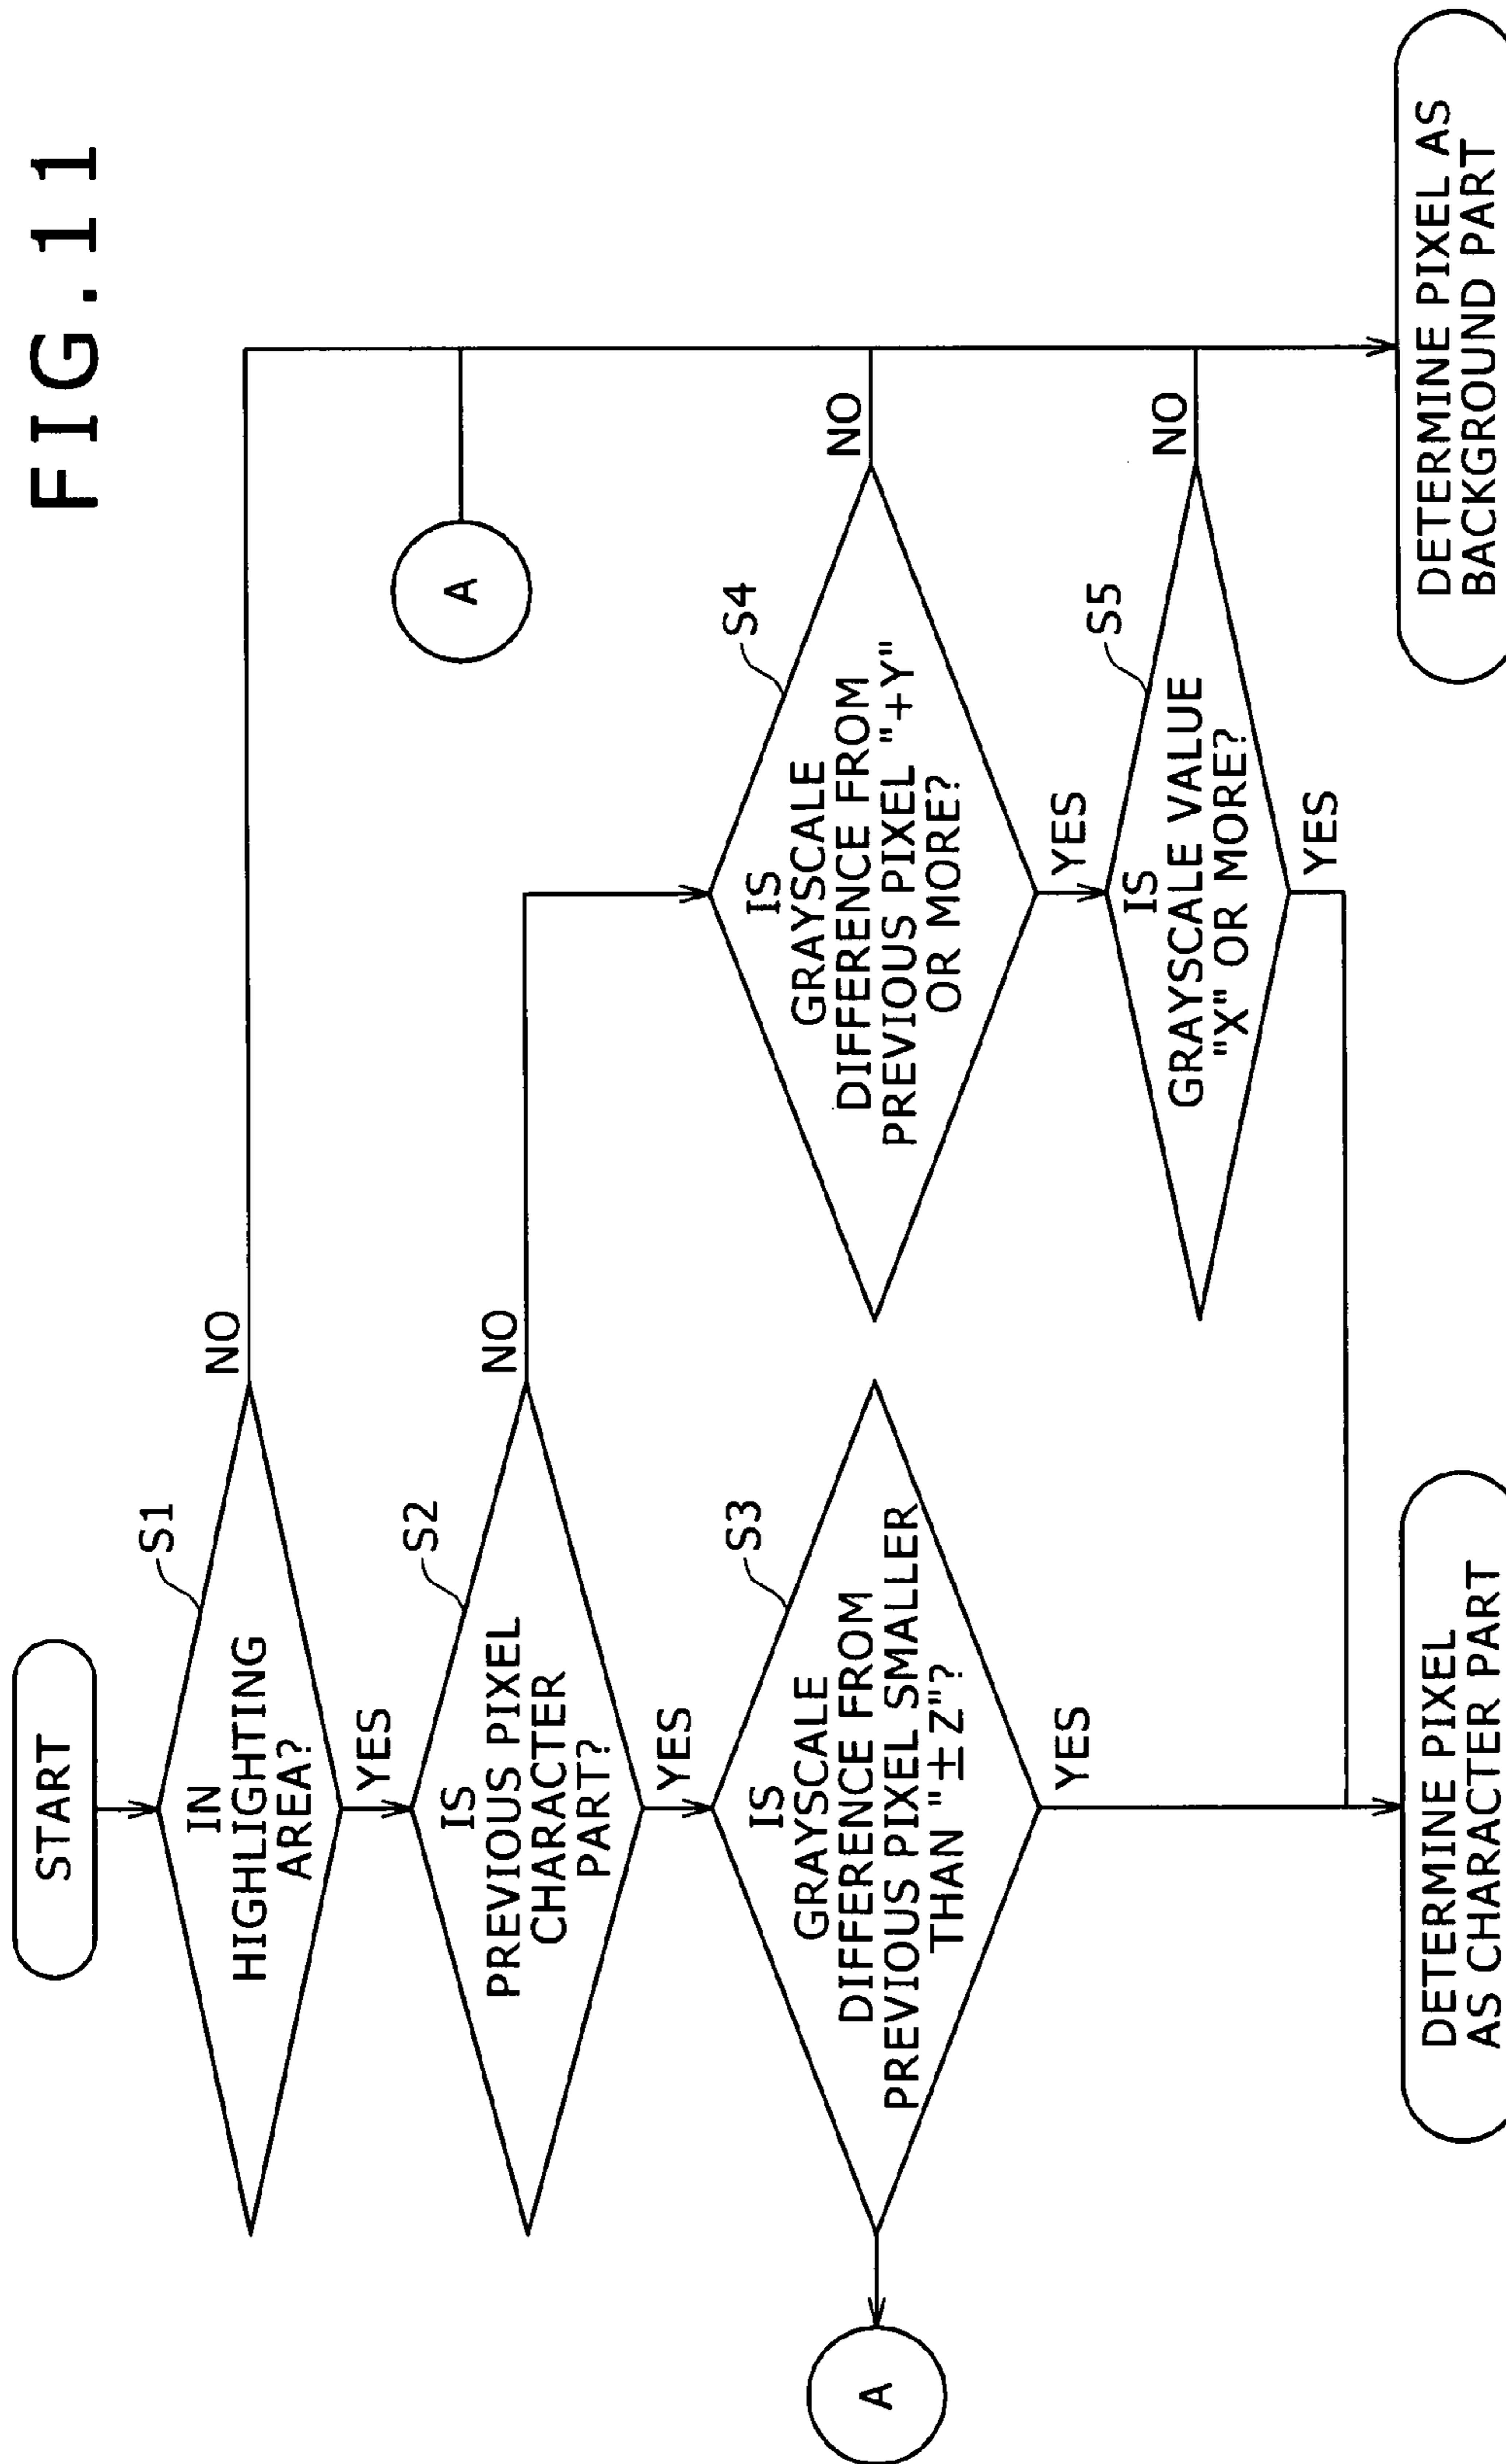 FIG.11
START
S1
IN
HIGHLIGHTING
AREA?
NO
YES
S2
IS
PREVIOUS PIXEL
CHARACTER
PART?
NO
YES
A
S3
IS
GRAYSCALE
DIFFERENCE FROM
PREVIOUS PIXEL SMALLER
THAN "±Z"?
YES
A
S4
IS
GRAYSCALE
DIFFERENCE FROM
PREVIOUS PIXEL "+Y"
OR MORE?
NO
YES
S5
IS
GRAYSCALE VALUE
"X" OR MORE?
NO
YES
DETERMINE PIXEL
AS CHARACTER PART
DETERMINE PIXEL AS
BACKGROUND PART